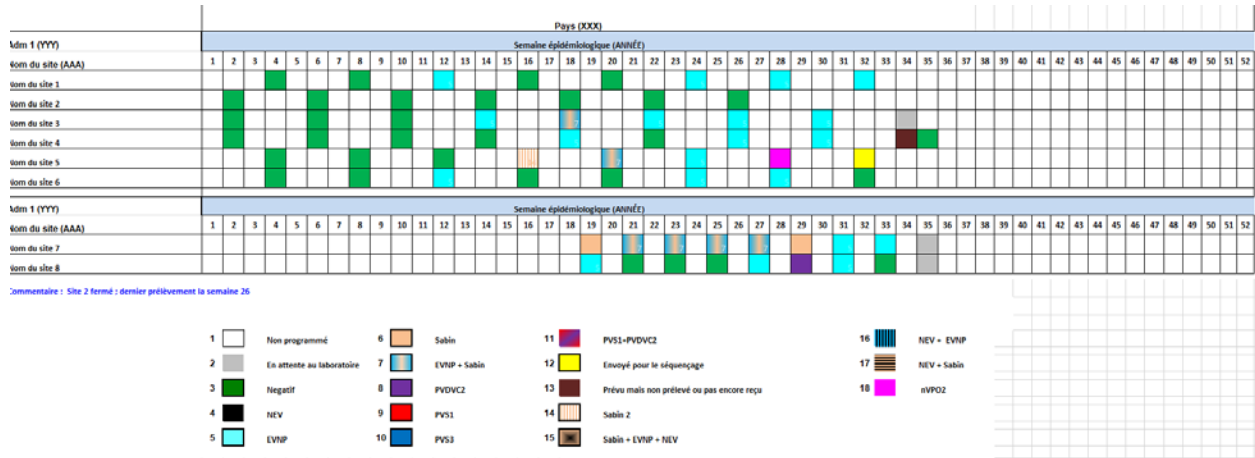 Pays (XXX)
Adm 1 (YYY) Semaine épidémiologique (ANNÉE)
Nom du site (AAA) 1 2 3 4 5 6 7 8 9 10 11 12 13 14 15 16 17 18 19 20 21 22 23 24 25 26 27 28 29 30 31 32 33 34 35 36 37 38 39 40 41 42 43 44 45 46 47 48 49 50 51 52
Nom du site 1
Nom du site 2
Nom du site 3 7
Nom du site 4
Nom du site 5 7
Nom du site 6
Adm 1 (YYY) Semaine épidémiologique (ANNÉE)
Nom du site (AAA) 1 2 3 4 5 6 7 8 9 10 11 12 13 14 15 16 17 18 19 20 21 22 23 24 25 26 27 28 29 30 31 32 33 34 35 36 37 38 39 40 41 42 43 44 45 46 47 48 49 50 51 52
Nom du site 7 7 7 7 7
Nom du site 8
Commentaire : Site 2 fermé : dernier prélèvement la semaine 26
1 Non programmé 6 Sabin 11 PVS1+PVDVC2 16 NEV + EVNP
2 En attente au laboratoire 7 EVNP + Sabin 12 Envoyé pour le séquençage 17 NEV + Sabin
3 Negatif 8 PVDVC2 13 Prévu mais non prélevé ou pas encore reçu 18 nVPO2
4 NEV 9 PVS1 14 Sabin 2
5 EVNP 10 PVS3 15 Sabin + EVNP + NEV